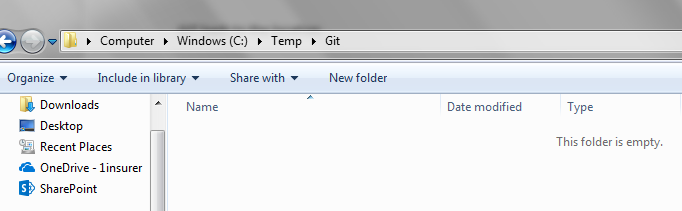 Computer Windows (C:) Temp Git
Organize Include in library Share with New folder
Downloads
Desktop
Recent Places
OneDrive - 1insurer
SharePoint
Name Date modified Type
This folder is empty.